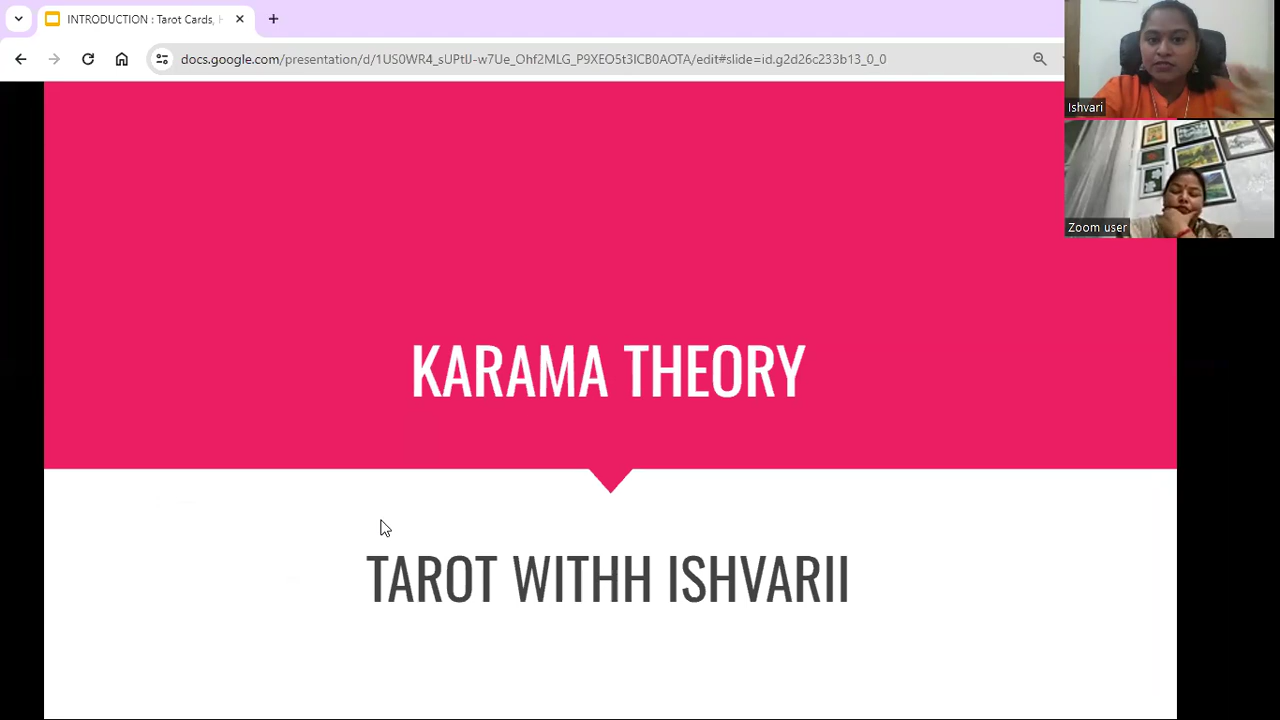 INTRODUCTION : Tarot Cards,
docs.google.com/presentation/d/1US0WR4_sUPtlJ-w7Ue_Ohf2MLG_P9XEO5t3ICB0AOTA/edit#slide=id.g2d26c233b13_0_0
Ishvari
Zoom user
KARAMA THEORY
TAROT WITHH ISHVARII